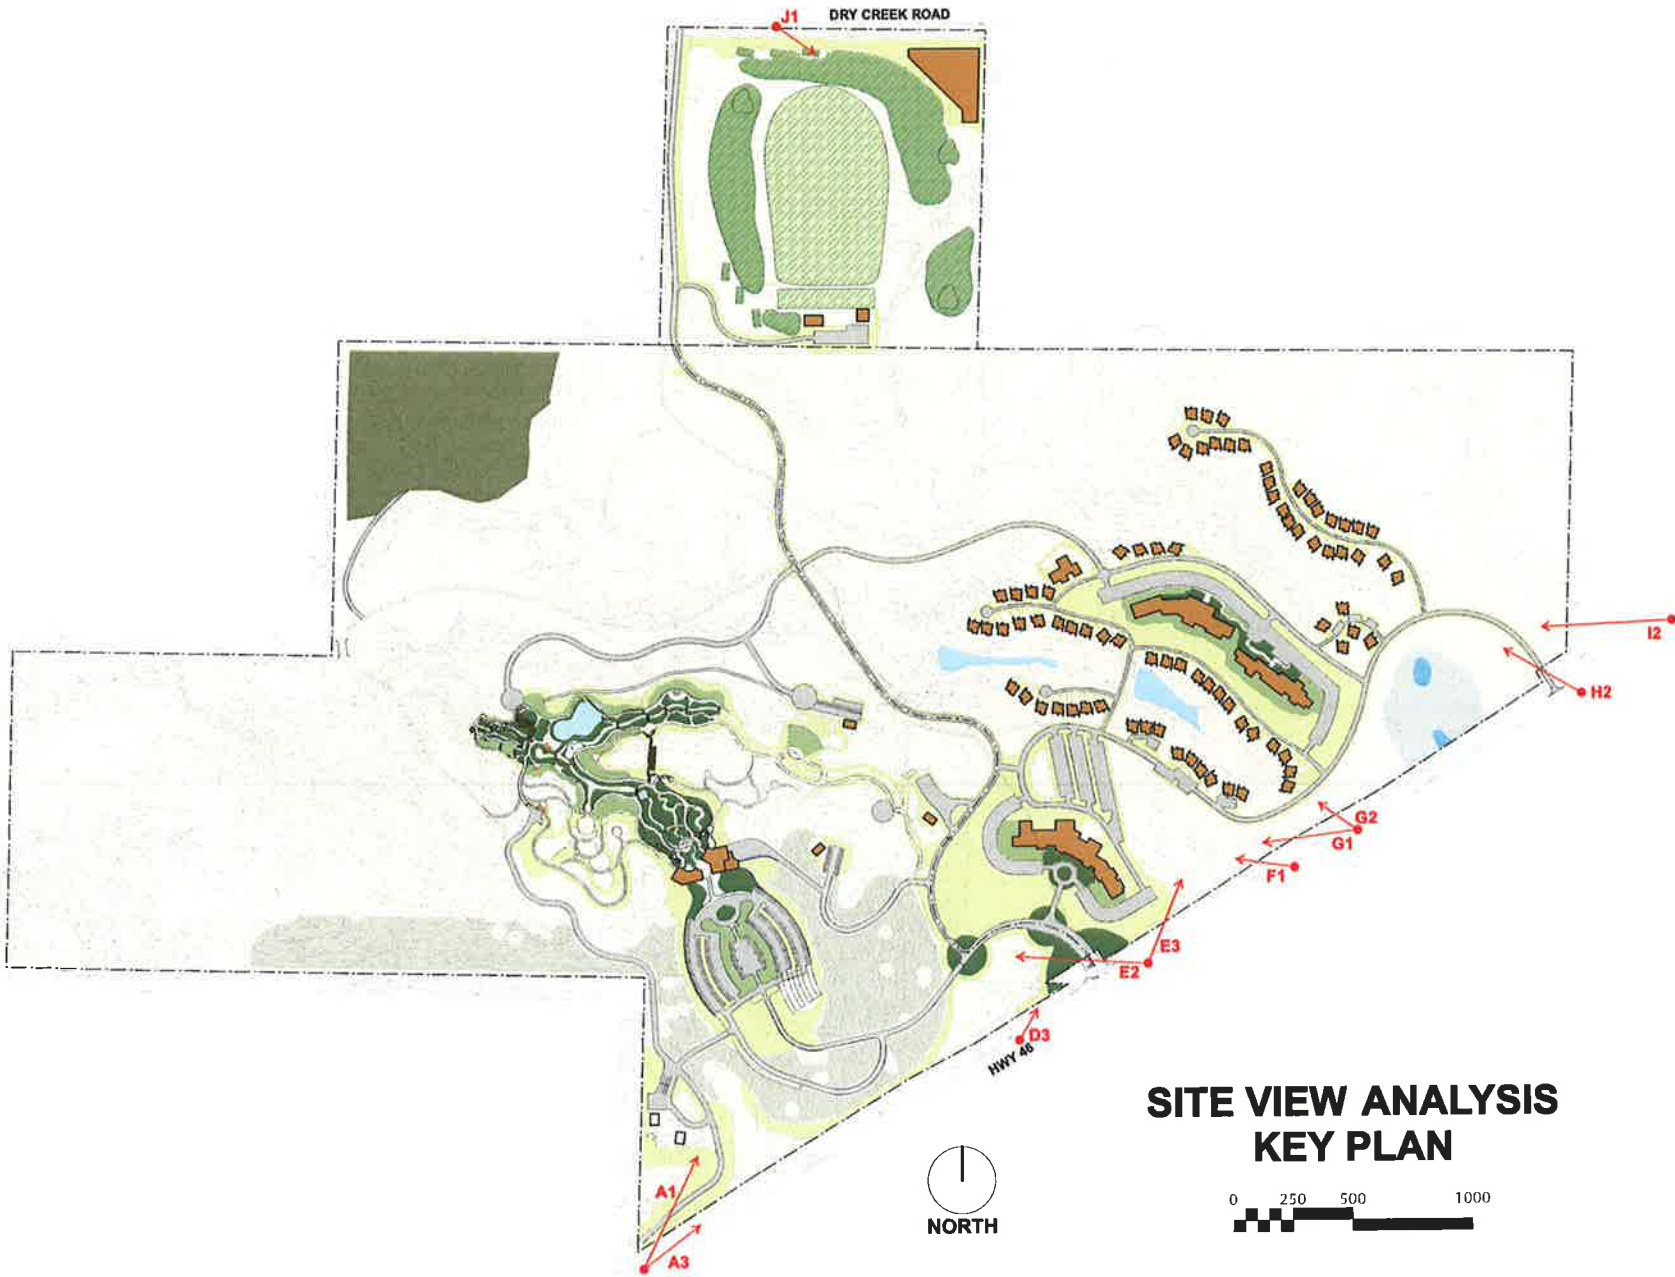 J1
DRY CREEK ROAD
I2
H2
G2
G1
F1
E3
E2
D3
HWY 46
A1
A3
NORTH
SITE VIEW ANALYSIS
KEY PLAN
0 250 500 1000